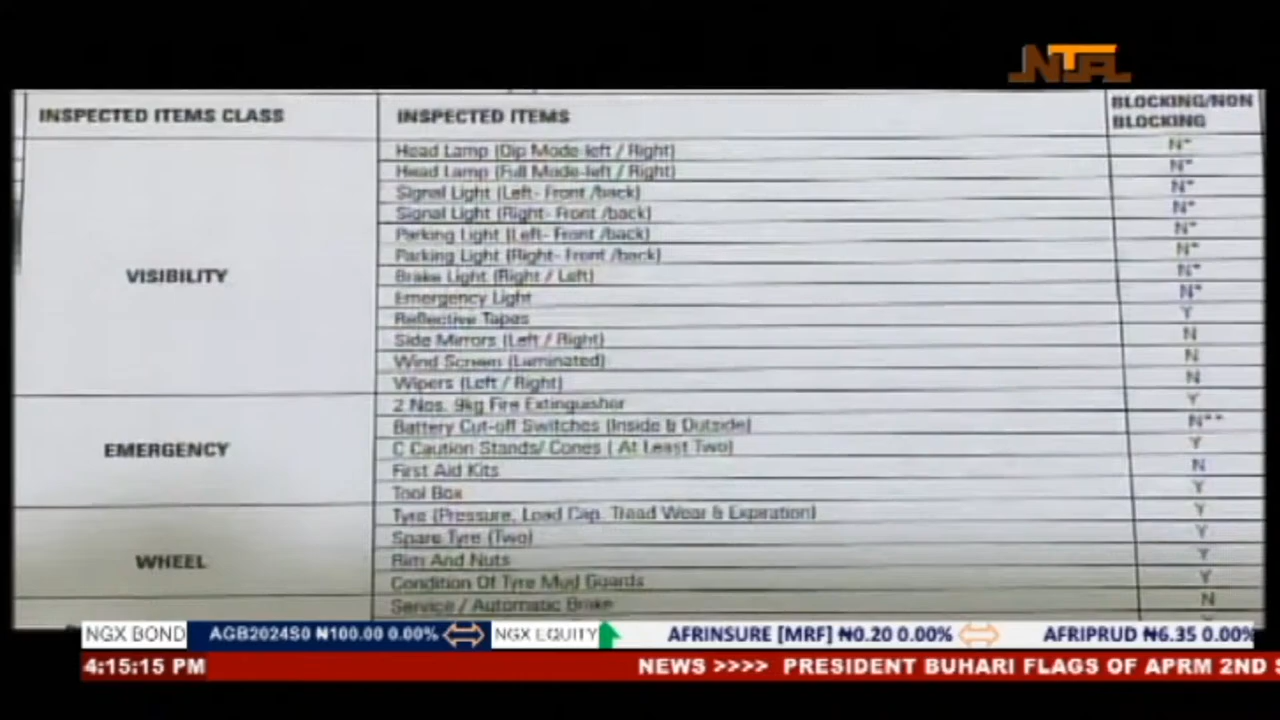 NTA
INSPECTED ITEMS CLASS
INSPECTED ITEMS
BLOCKING/NON
BLOCKING
VISIBILITY
Head Lamp (Dip Mode-left / Right) N*
Head Lamp (Full Mode-left / Right) N*
Signal Light (Left- Front /back) N*
Signal Light (Right- Front /back) N*
Parking Light (Left- Front /back) N*
Parking Light (Right- Front /back) N*
Brake Light (Right / Left) N*
Emergency Light N*
Reflective Tapes Y
Side Mirrors (Left / Right) N
Wind Screen (Laminated) N
Wipers (Left / Right) N
EMERGENCY
2 Nos. 9kg Fire Extinguisher Y
Battery Cut-off Switches (Inside & Outside) N**
C Caution Stands/ Cones ( At Least Two) Y
First Aid Kits N
Tool Box Y
WHEEL
Tyre (Pressure, Load Cap. Tread Wear & Expiration) Y
Spare Tyre (Two) Y
Rim And Nuts Y
Condition Of Tyre Mud Guards Y
Service / Automatic Brake N
NGX BOND AGB2024S0 ₦100.00 0.00% NGX EQUITY AFRINSURE [MRF] ₦0.20 0.00% AFRIPRUD ₦6.35 0.00%
4:15:15 PM NEWS >>>> PRESIDENT BUHARI FLAGS OF APRM 2ND S